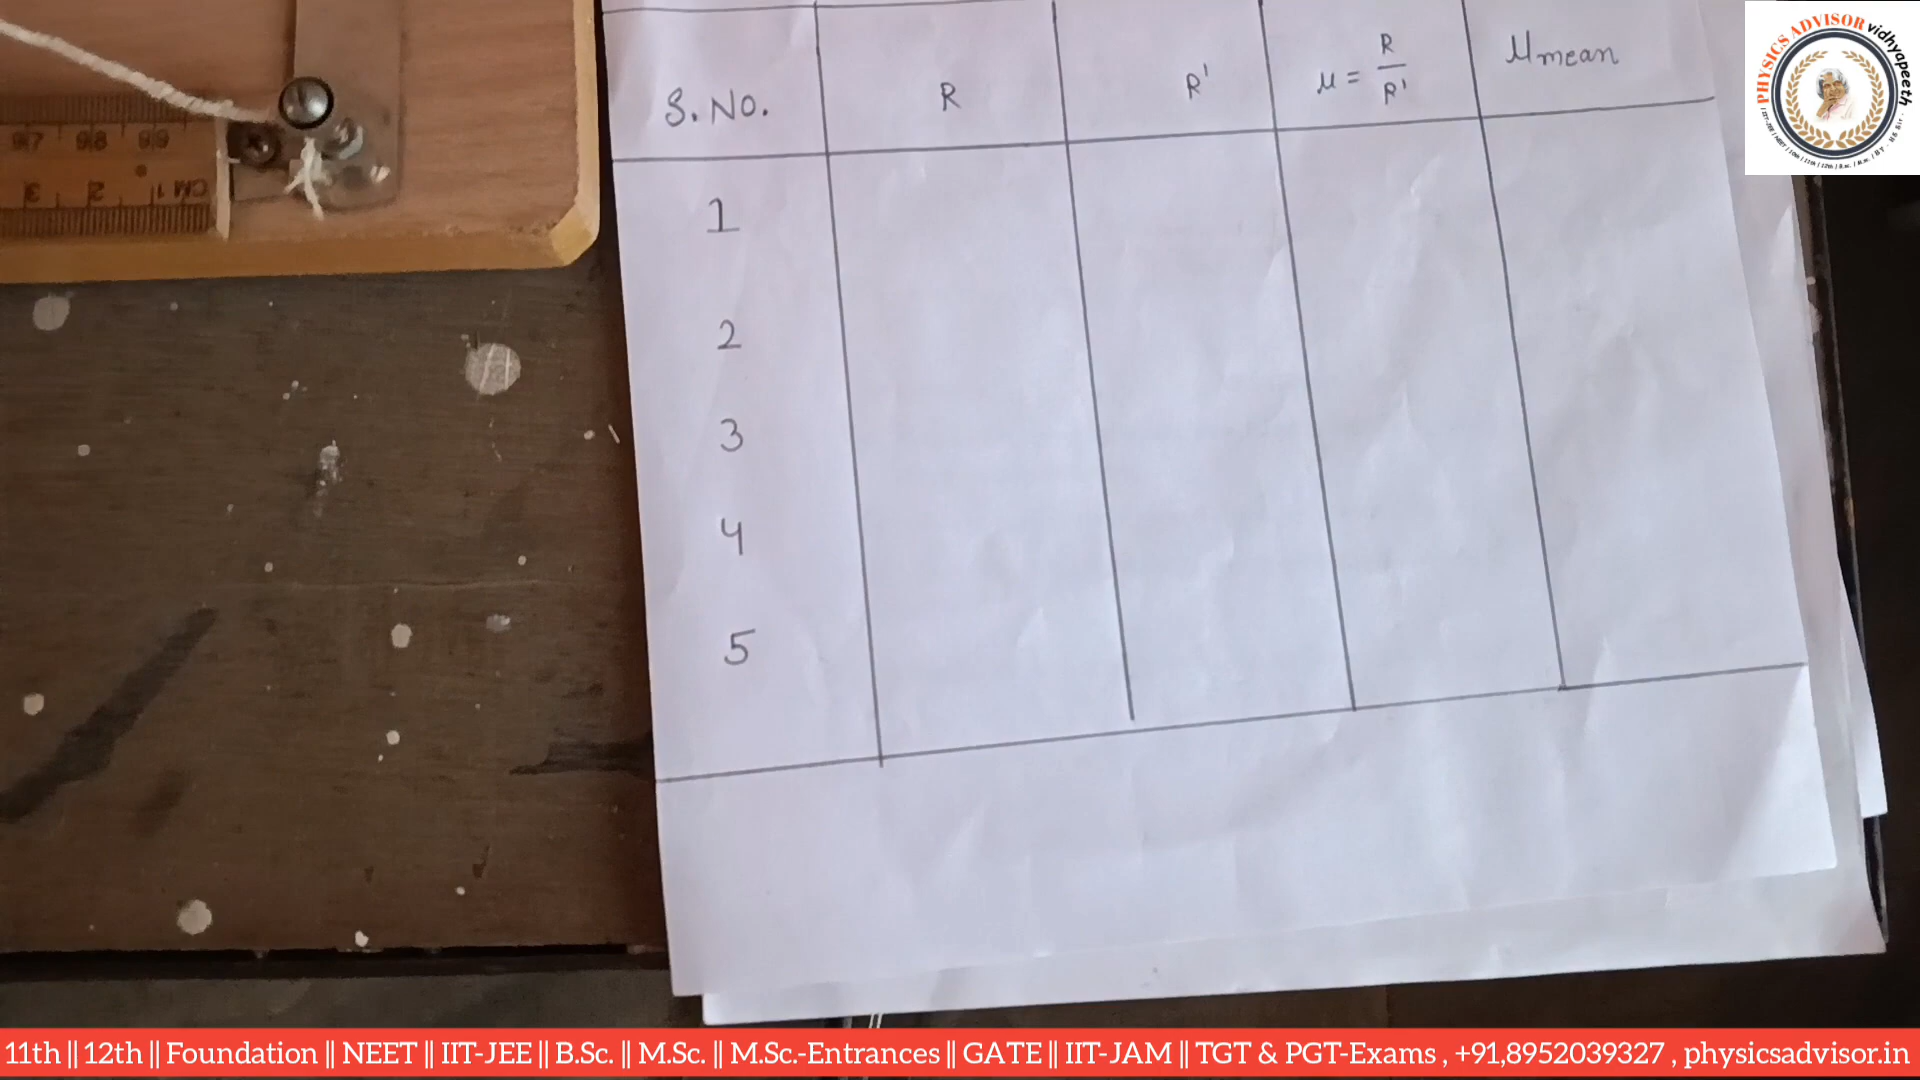 S. No. R R' μ = R/R' μ mean
1
2
3
4
5
97 98 99
3 2 1 CM
PHYSICS ADVISOR vidhyapeeth
11th || 12th || Foundation || NEET || IIT-JEE || B.Sc. || M.Sc. || M.Sc.-Entrances || GATE || IIT-JAM || TGT & PGT-Exams , +91,8952039327 , physicsadvisor.in